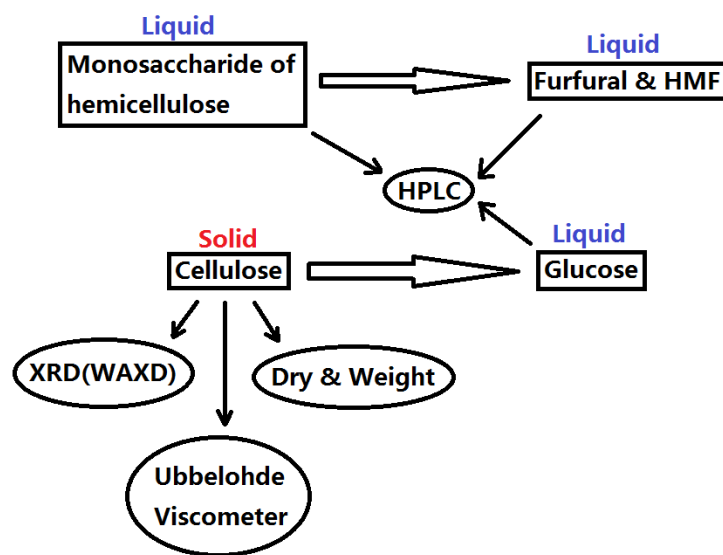 Liquid
Monosaccharide of
hemicellulose
Liquid
Furfural & HMF
HPLC
Solid
Cellulose
Liquid
Glucose
XRD(WAXD)
Dry & Weight
Ubbelohde
Viscometer